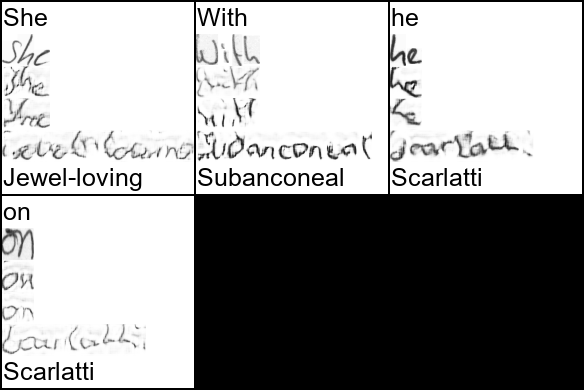 She
She
She
She
Jewel-loving
Jewel-loving
With
With
With
With
Subanconeal
Subanconeal
he
he
he
he
Scarlatti
Scarlatti
on
on
on
on
Scarlatti
Scarlatti